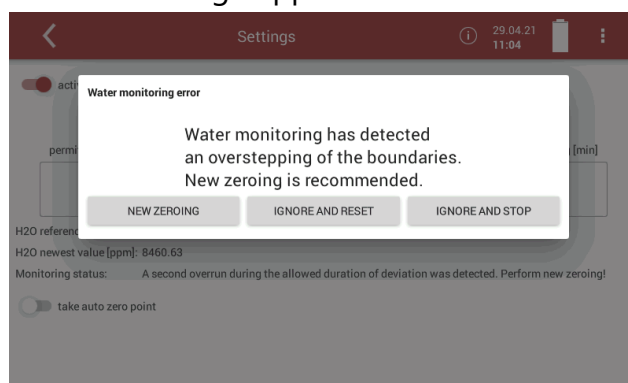 Settings
29.04.21
11:04
Water monitoring error
Water monitoring has detected
an overstepping of the boundaries.
New zeroing is recommended.
[min]
NEW ZEROING IGNORE AND RESET IGNORE AND STOP
H2O newest value [ppm]: 8460.63
Monitoring status: A second overrun during the allowed duration of deviation was detected. Perform new zeroing!
take auto zero point